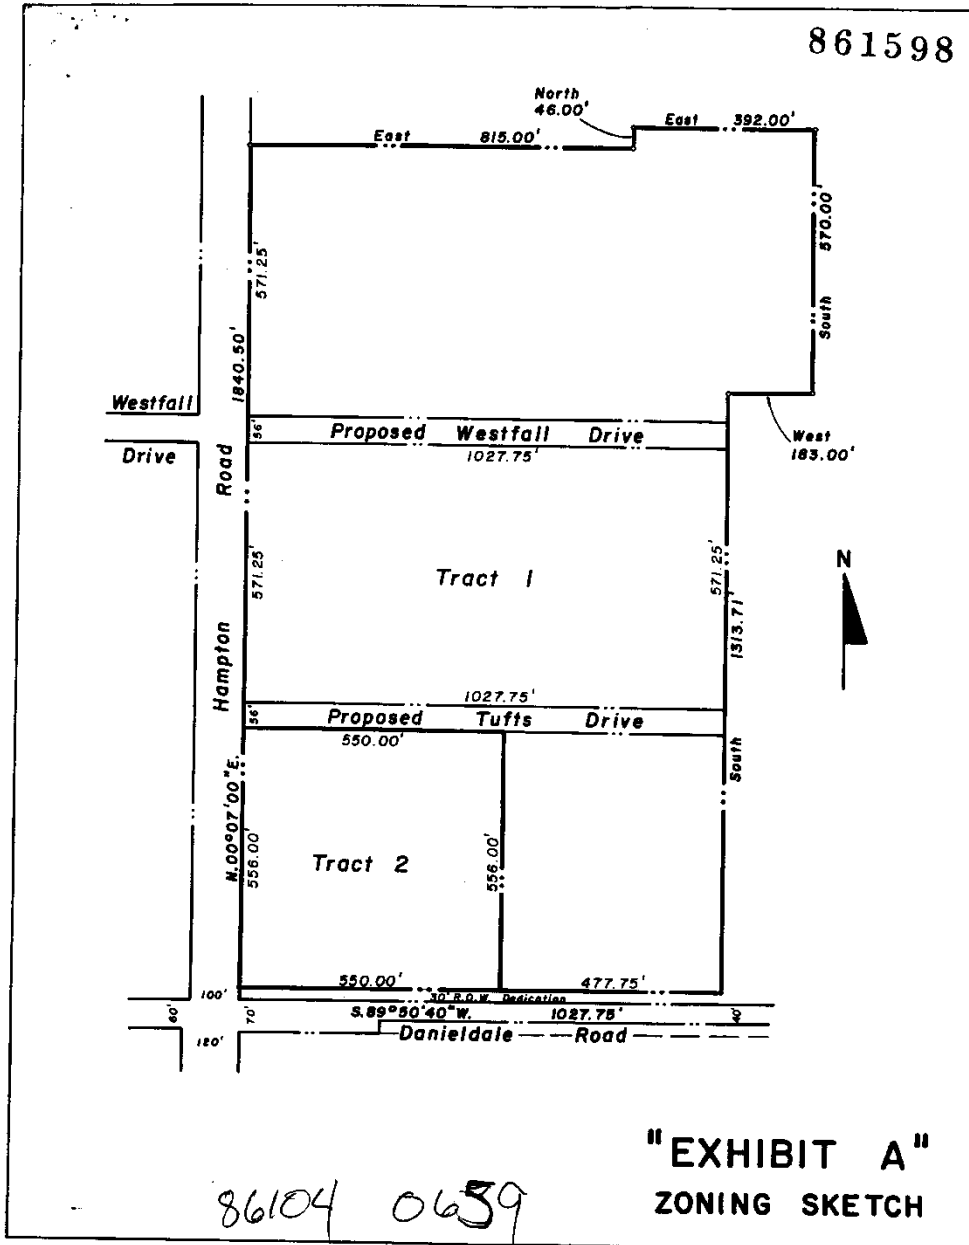 861598
North
46.00'
East 392.00'
East 815.00'
570.00'
South
571.25'
1840.50'
Westfall
Drive
56'
Proposed Westfall Drive
1027.75'
West
183.00'
Road
Hampton
571.25'
Tract 1
571.25'
1313.71'
N
1027.75'
56'
Proposed Tufts Drive
550.00'
South
N.00°07'00"E.
556.00'
Tract 2
556.00'
550.00'
477.75'
100'
30' R.O.W. Dedication
S.89°50'40"W. 1027.75'
60'
70'
40'
120'
Danieldale Road
"EXHIBIT A"
ZONING SKETCH
86104 0659